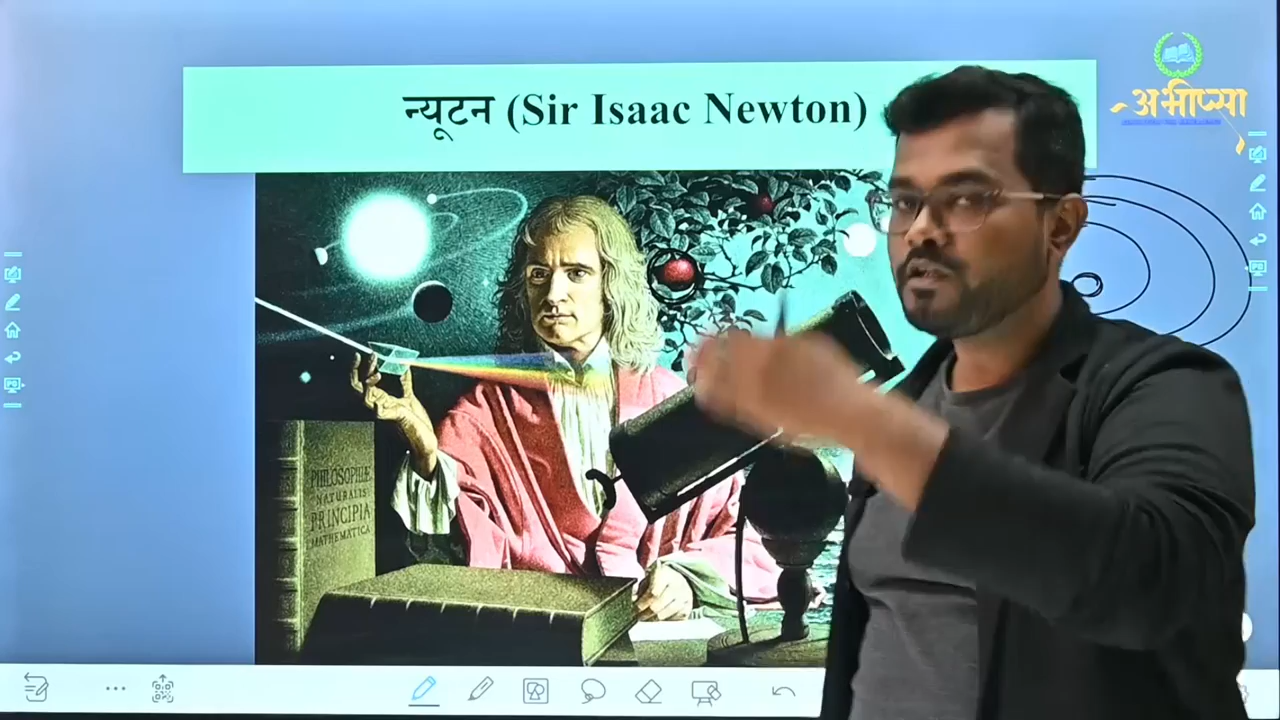 न्यूटन (Sir Isaac Newton)
अभीप्सा
PHILOSOPHIÆ
NATURALIS
PRINCIPIA
MATHEMATICA